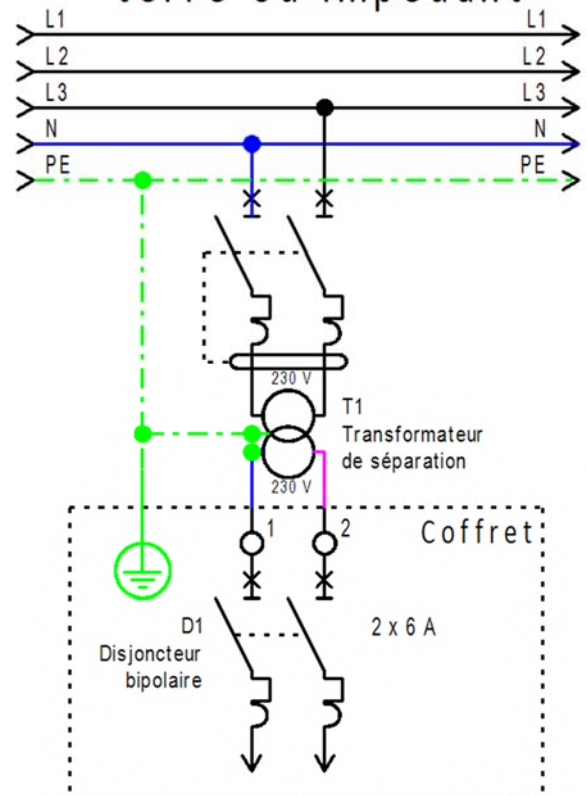 L1 L1
L2 L2
L3 L3
N N
PE PE
230 V
T1
Transformateur
de séparation
230 V
1 2
Coffret
D1
Disjoncteur
bipolaire
2 x 6 A